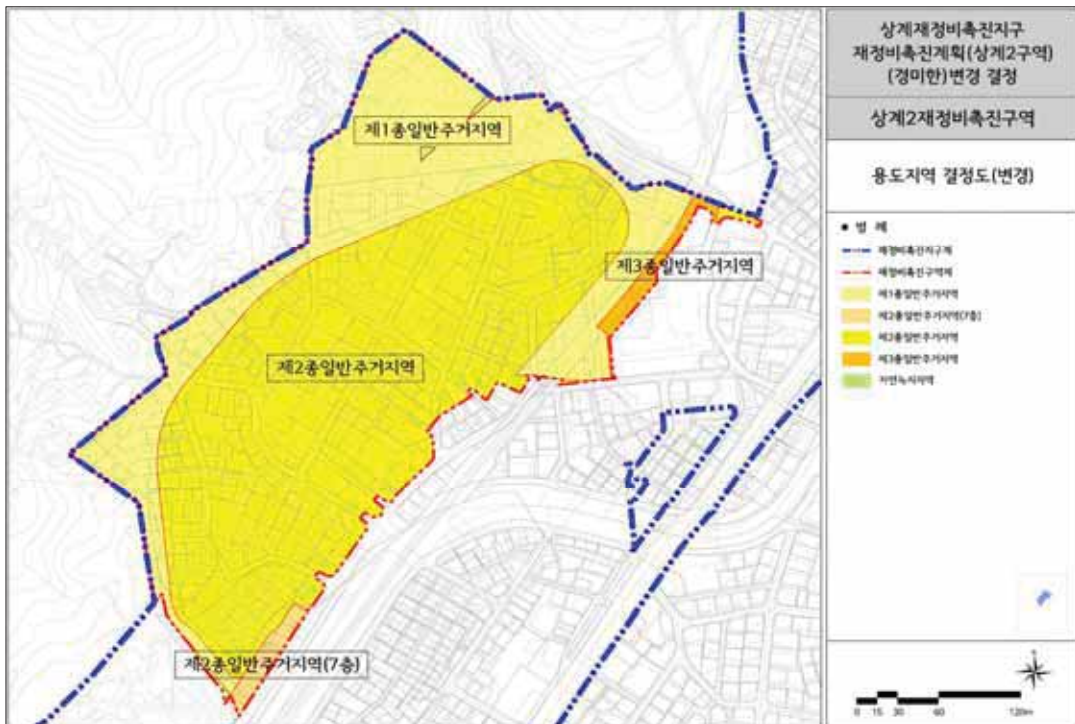 상계재정비촉진지구
재정비촉진계획(상계2구역)
(경미한)변경 결정
상계2재정비촉진구역
용도지역 결정도(변경)
범 례
재정비촉진지구계
재정비촉진구역계
제1종일반주거지역
제2종일반주거지역(7층)
제2종일반주거지역
제3종일반주거지역
자연녹지지역
제1종일반주거지역
제3종일반주거지역
제2종일반주거지역
제2종일반주거지역(7층)
0 15 30 60 120m